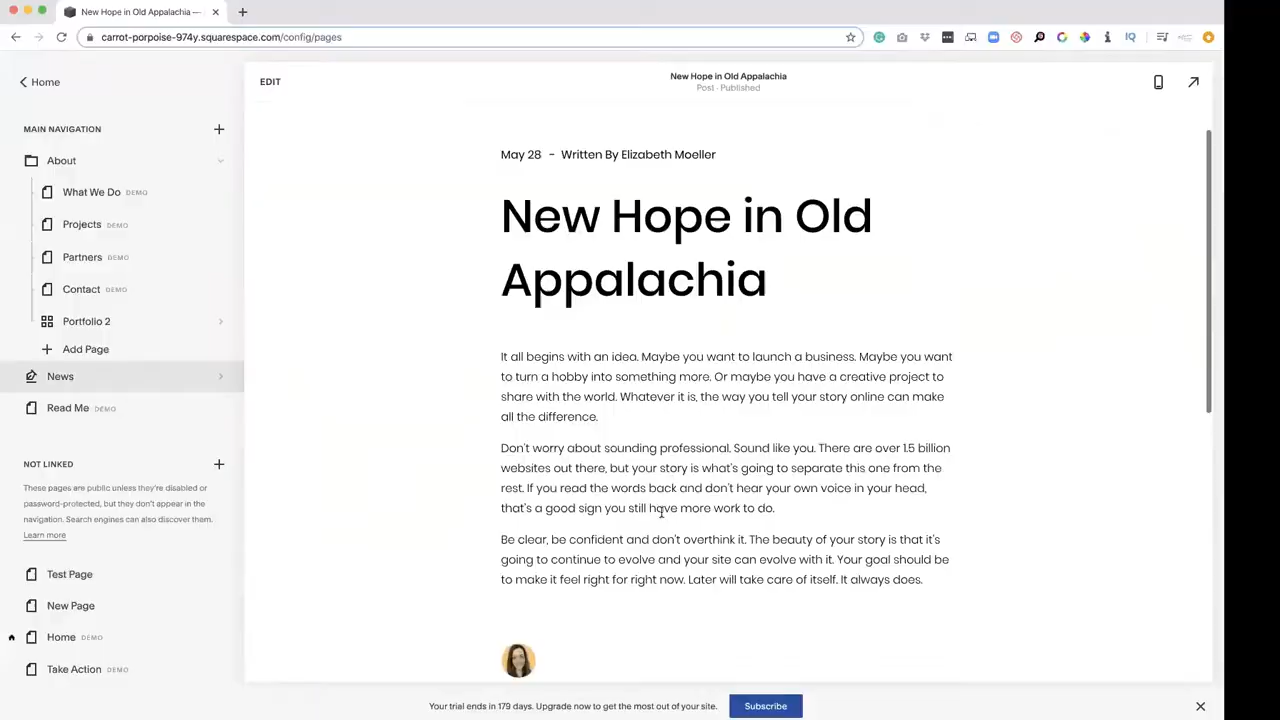 New Hope in Old Appalachia —
carrot-porpoise-974y.squarespace.com/config/pages
Home
EDIT
New Hope in Old Appalachia
Post · Published
MAIN NAVIGATION
About
What We Do DEMO
Projects DEMO
Partners DEMO
Contact DEMO
Portfolio 2
Add Page
News
Read Me DEMO
NOT LINKED
These pages are public unless they're disabled or
password-protected, but they don't appear in the
navigation. Search engines can also discover them.
Learn more
Test Page
New Page
Home DEMO
Take Action DEMO
May 28 - Written By Elizabeth Moeller
New Hope in Old
Appalachia
It all begins with an idea. Maybe you want to launch a business. Maybe you want
to turn a hobby into something more. Or maybe you have a creative project to
share with the world. Whatever it is, the way you tell your story online can make
all the difference.
Don't worry about sounding professional. Sound like you. There are over 1.5 billion
websites out there, but your story is what's going to separate this one from the
rest. If you read the words back and don't hear your own voice in your head,
that's a good sign you still have more work to do.
Be clear, be confident and don't overthink it. The beauty of your story is that it's
going to continue to evolve and your site can evolve with it. Your goal should be
to make it feel right for right now. Later will take care of itself. It always does.
Your trial ends in 179 days. Upgrade now to get the most out of your site.
Subscribe